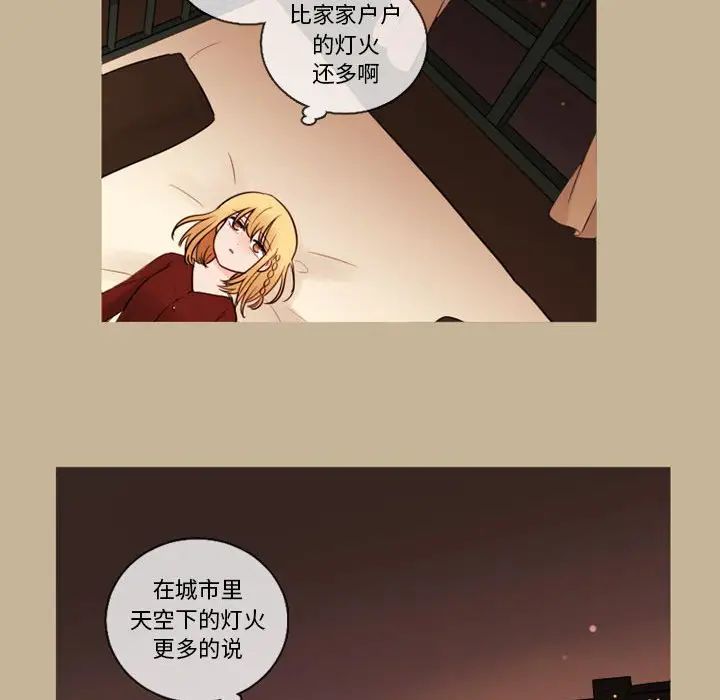 比家家户户
的灯火
还多啊
在城市里
天空下的灯火
更多的说